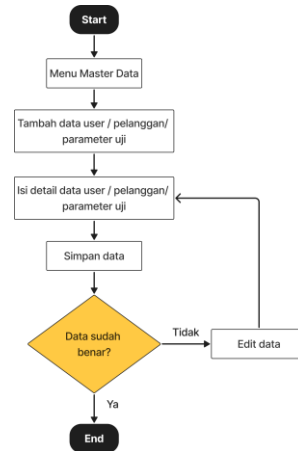 Start
Menu Master Data
Tambah data user / pelanggan/
parameter uji
Isi detail data user / pelanggan/
parameter uji
Simpan data
Data sudah
benar?
Tidak
Edit data
Ya
End